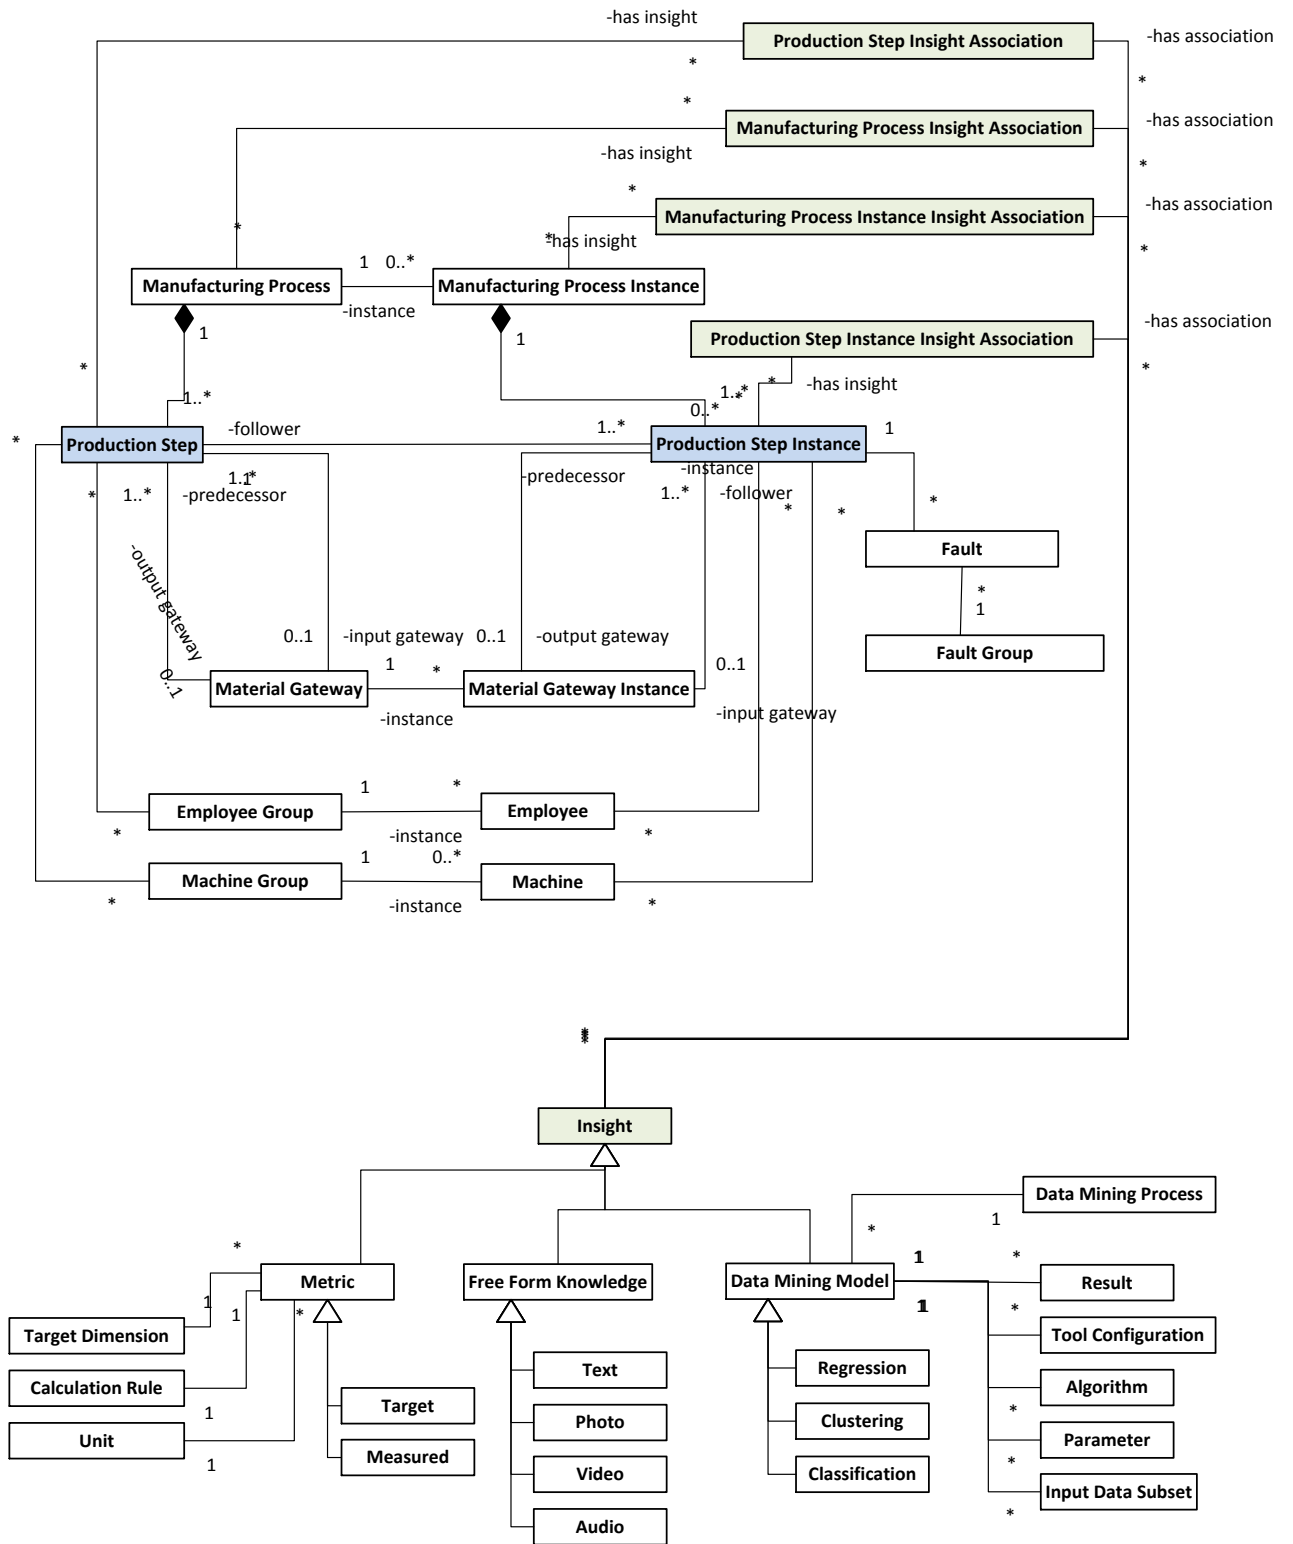 -has insight
Production Step Insight Association
-has association
*
*
*
Manufacturing Process Insight Association
-has association
-has insight
*
*
Manufacturing Process Instance Insight Association
-has association
*
*
-has insight
*
Manufacturing Process
1
0..*
-instance
Manufacturing Process Instance
1
1
Production Step Instance Insight Association
-has association
*
*
-has insight
1..*
1..*
*
*
0..*
*
Production Step
-follower
1..*
Production Step Instance
1
1..*
1
-predecessor
-instance
*
1..*
-predecessor
1..*
-follower
*
*
*
Fault
-output gateway
*
1
0..1
-input gateway
0..1
-output gateway
Fault Group
0..1
1
*
0..1
Material Gateway
Material Gateway Instance
-instance
-input gateway
1
*
Employee Group
Employee
*
-instance
*
1
0..*
Machine Group
Machine
*
-instance
*
*
*
*
*
Insight
Data Mining Process
1
*
*
Metric
Free Form Knowledge
Data Mining Model
1
1
*
Result
1
1
*
1
1
*
Target Dimension
Tool Configuration
Text
Regression
Calculation Rule
Algorithm
1
Target
*
Photo
Clustering
Unit
Parameter
1
Measured
*
Video
Classification
Input Data Subset
*
Audio